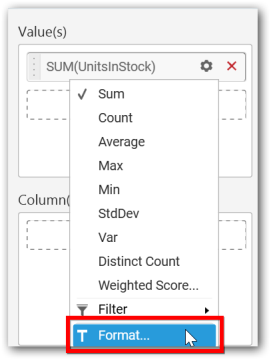 Value(s)
SUM(UnitsInStock)
Sum
Count
Average
Max
Min
StdDev
Var
Distinct Count
Weighted Score...
Column(
Filter
Format...